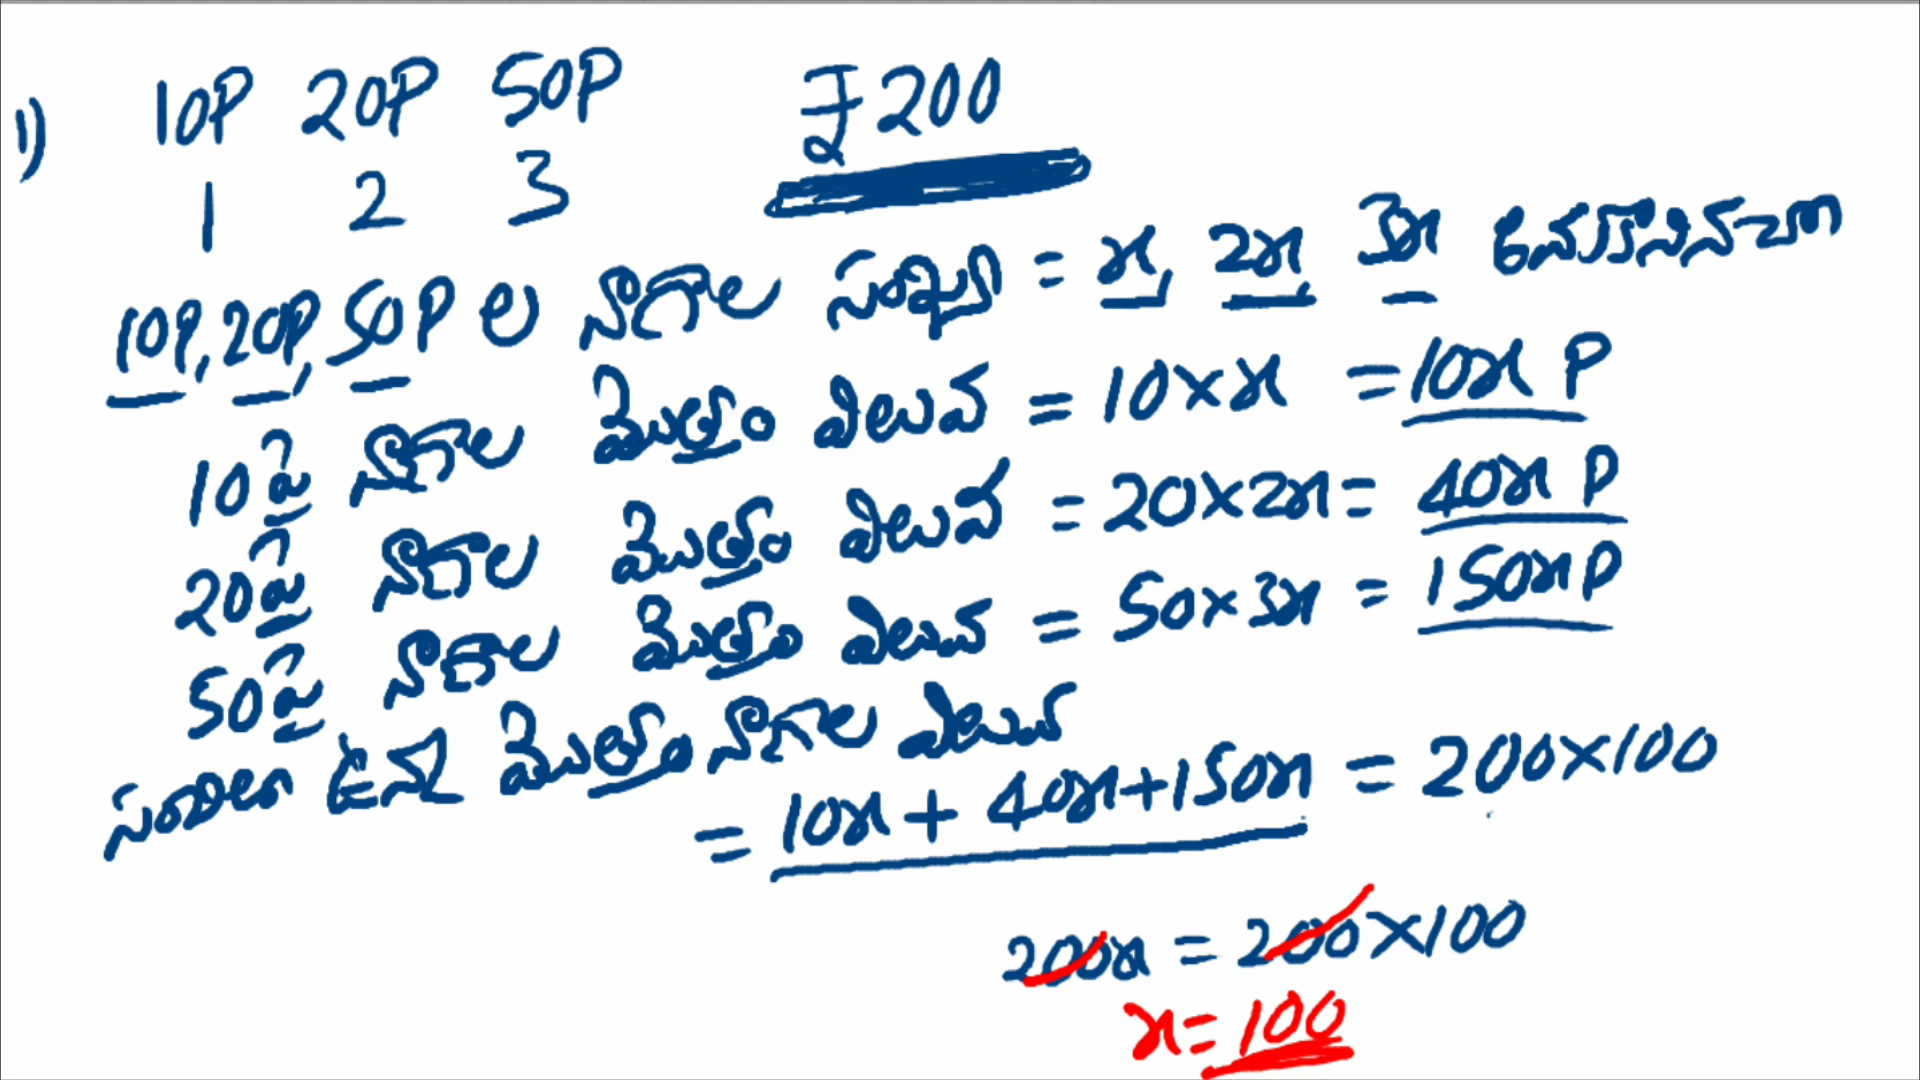 1) 10P 20P 50P ₹200
1 2 3
10P, 20P, 50P ల నాణాల సంఖ్య = x, 2x 3x అనుకొనినచో
10పై నాణాల మొత్తం విలువ = 10×x = 10x P
20పై నాణాల మొత్తం విలువ = 20×2x = 40x P
50పై నాణాల మొత్తం విలువ = 50×3x = 150x P
సంచిలో ఉన్న మొత్తం నాణాల విలువ
= 10x + 40x + 150x = 200×100
200x = 200×100
x = 100